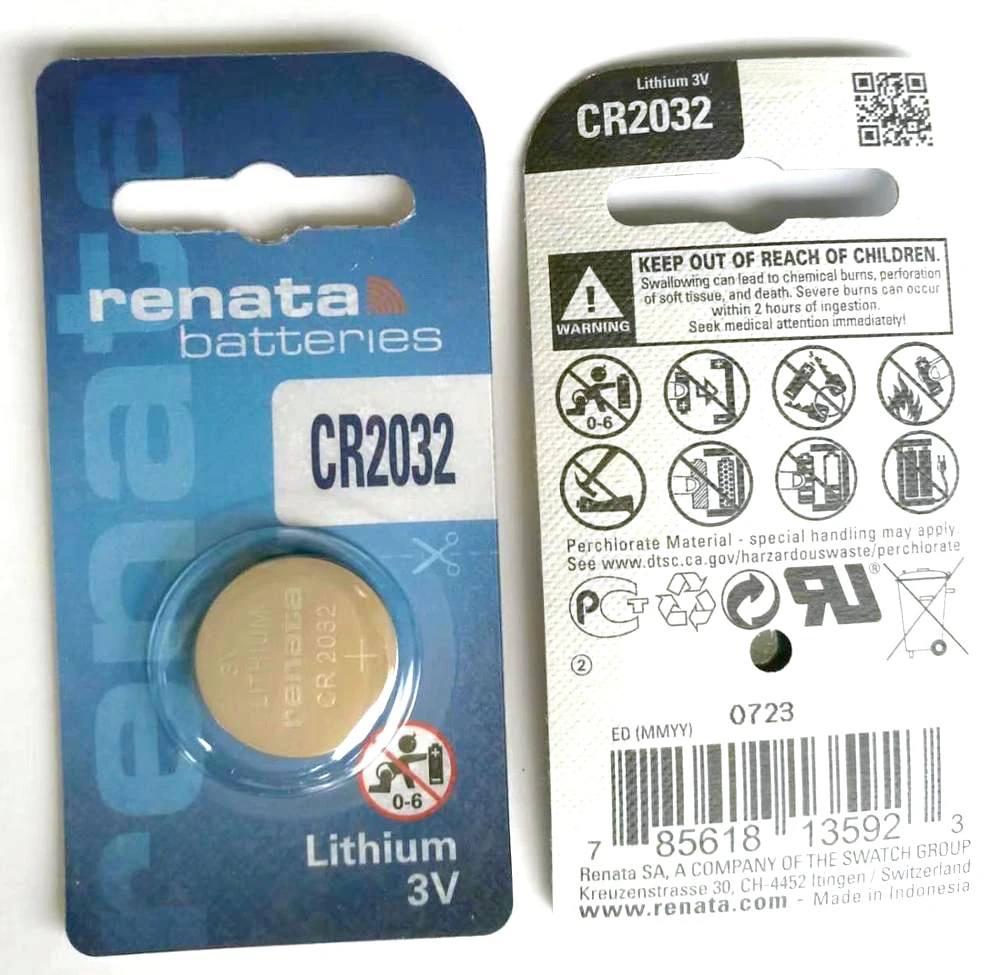 renata
renata
batteries
CR2032
3V
LITHIUM
renata
CR 2032
+
0-6
Lithium
3V
Lithium 3V
CR2032
WARNING
KEEP OUT OF REACH OF CHILDREN.
Swallowing can lead to chemical burns, perforation
of soft tissue, and death. Severe burns can occur
within 2 hours of ingestion.
Seek medical attention immediately!
0-6
Perchlorate Material - special handling may apply.
See www.dtsc.ca.gov/harzardouswaste/perchlorate
PCT
UR®
2
ED (MMYY) 0723
7 85618 13592 3
Renata SA, A COMPANY OF THE SWATCH GROUP
Kreuzenstrasse 30, CH-4452 Itingen / Switzerland
www.renata.com - Made in Indonesia